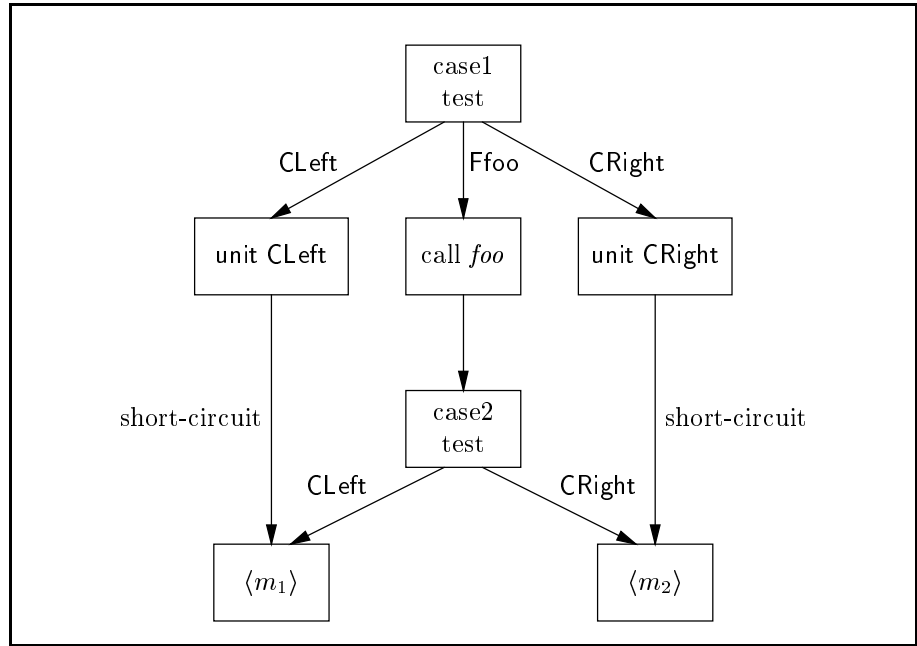 case1
test
CLeft
Ffoo
CRight
unit CLeft
call foo
unit CRight
short-circuit
case2
test
short-circuit
CLeft
CRight
⟨m₁⟩
⟨m₂⟩